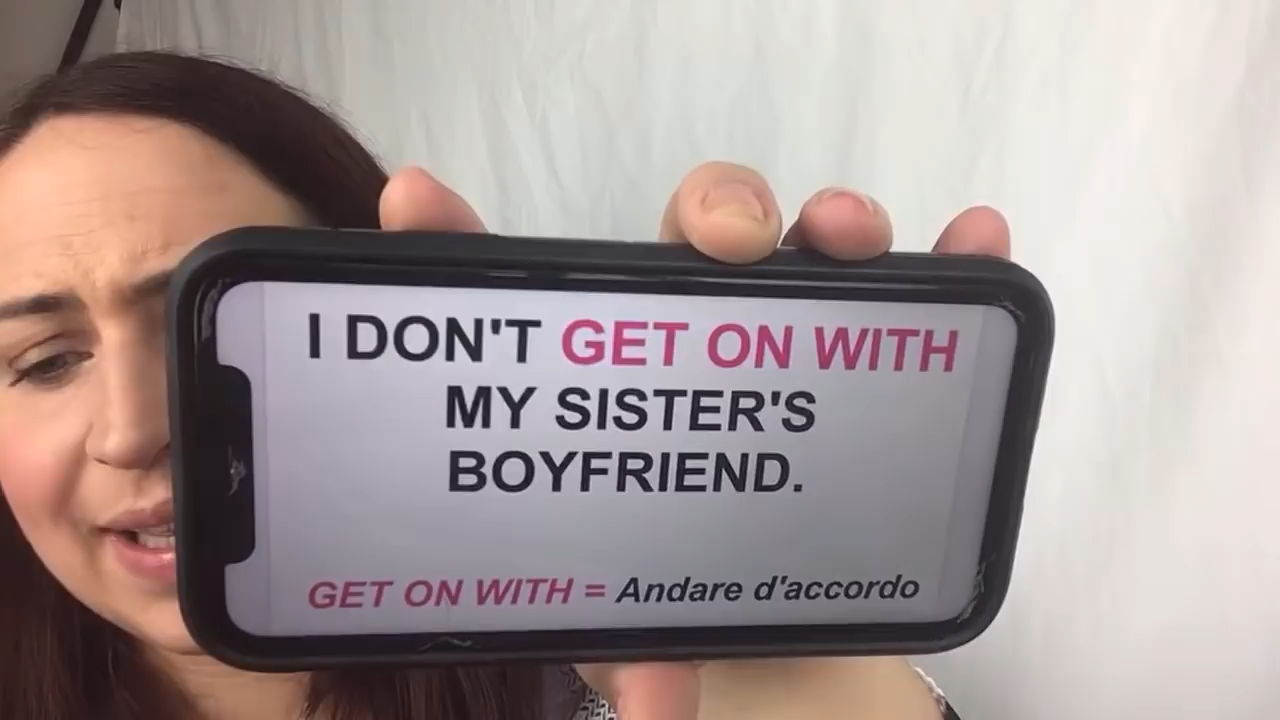 I DON'T GET ON WITH
MY SISTER'S
BOYFRIEND.
GET ON WITH = Andare d'accordo